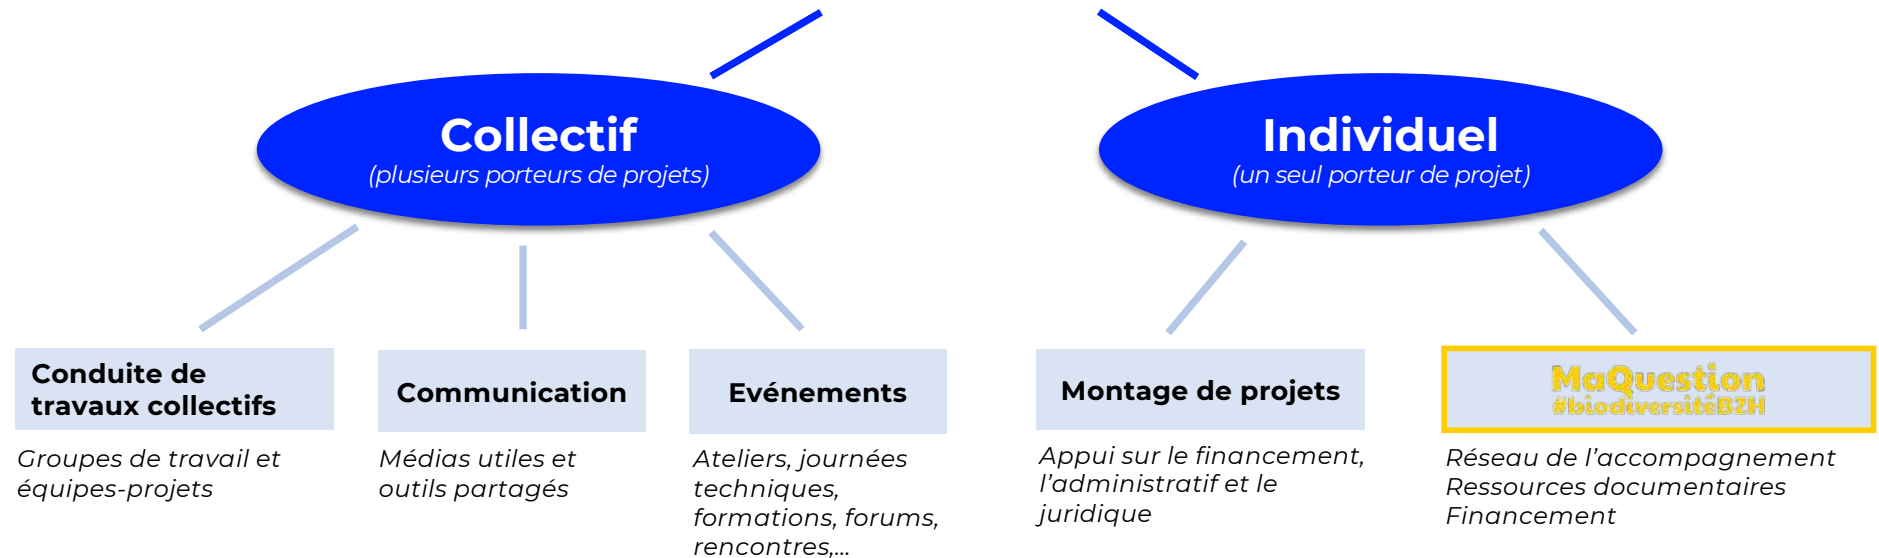 Collectif
(plusieurs porteurs de projets)
Individuel
(un seul porteur de projet)
Conduite de
travaux collectifs
Groupes de travail et
équipes-projets
Communication
Médias utiles et
outils partagés
Evénements
Ateliers, journées
techniques,
formations, forums,
rencontres,...
Montage de projets
Appui sur le financement,
l’administratif et le
juridique
MaQuestion
#biodiversitéBZH
Réseau de l’accompagnement
Ressources documentaires
Financement